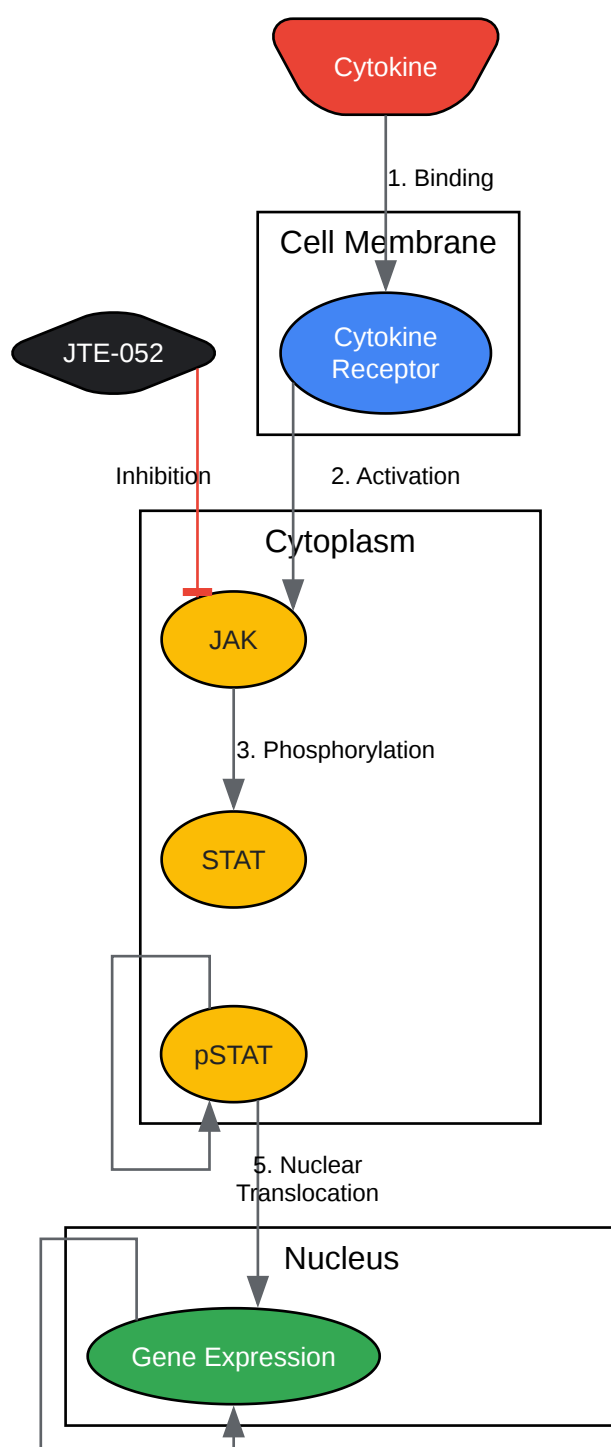 Cytokine
1. Binding
Cell Membrane
Cytokine
Receptor
JTE-052
Inhibition
2. Activation
Cytoplasm
JAK
3. Phosphorylation
STAT
pSTAT
5. Nuclear
Translocation
Nucleus
Gene Expression